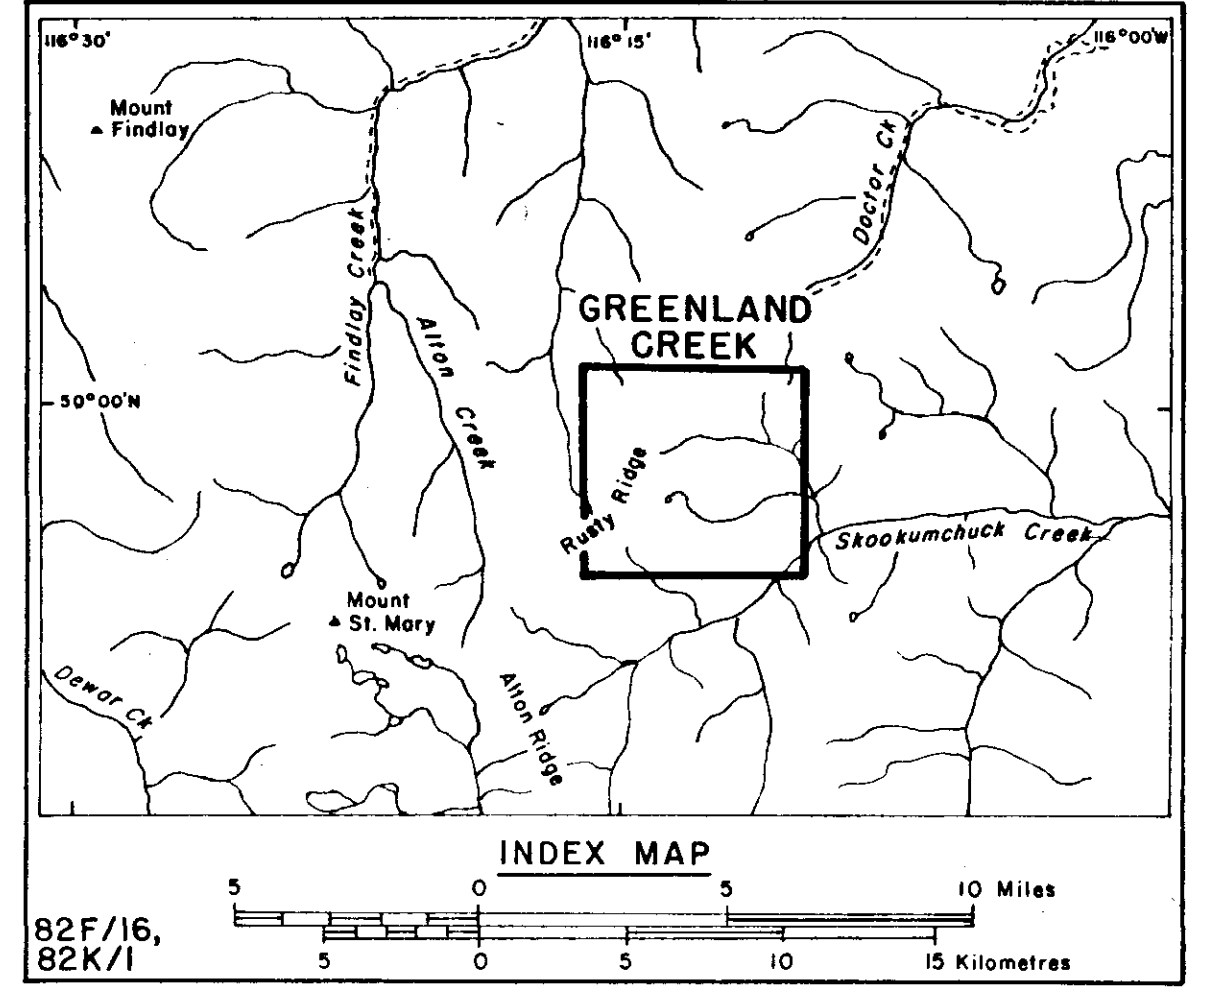 116° 30'
116° 15'
116° 00'W
Mount
Findlay
Doctor Ck
Findlay Creek
GREENLAND
CREEK
Alton Creek
50° 00'N
Rusty Ridge
Skookumchuck Creek
Mount
St. Mary
Dewar Ck
Alton Ridge
INDEX MAP
5 0 5 10 Miles
82F/16,
82K/1
5 0 5 10 15 Kilometres